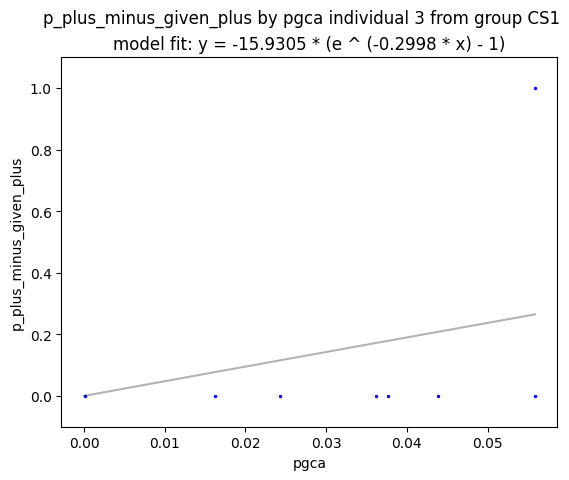 p_plus_minus_given_plus by pgca individual 3 from group CS1
model fit: y = -15.9305 * (e ^ (-0.2998 * x) - 1)
p_plus_minus_given_plus
1.0
0.8
0.6
0.4
0.2
0.0
0.00 0.01 0.02 0.03 0.04 0.05
pgca